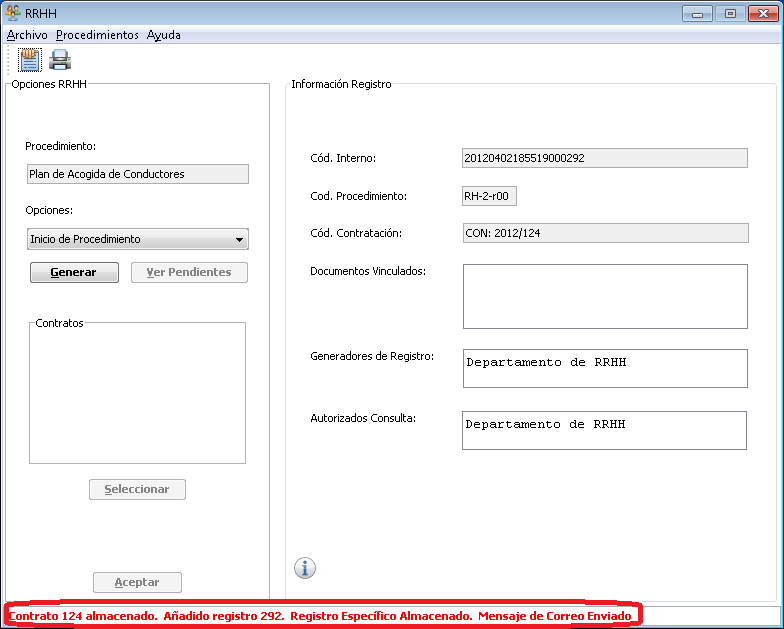 RRHH
Archivo Procedimientos Ayuda
Opciones RRHH
Procedimiento:
Plan de Acogida de Conductores
Opciones:
Inicio de Procedimiento
Generar Ver Pendientes
Contratos
Seleccionar
Aceptar
Información Registro
Cód. Interno: 20120402185519000292
Cod. Procedimiento: RH-2-r00
Cód. Contratación: CON: 2012/124
Documentos Vinculados:
Generadores de Registro: Departamento de RRHH
Autorizados Consulta: Departamento de RRHH
Contrato 124 almacenado. Añadido registro 292. Registro Específico Almacenado. Mensaje de Correo Enviado